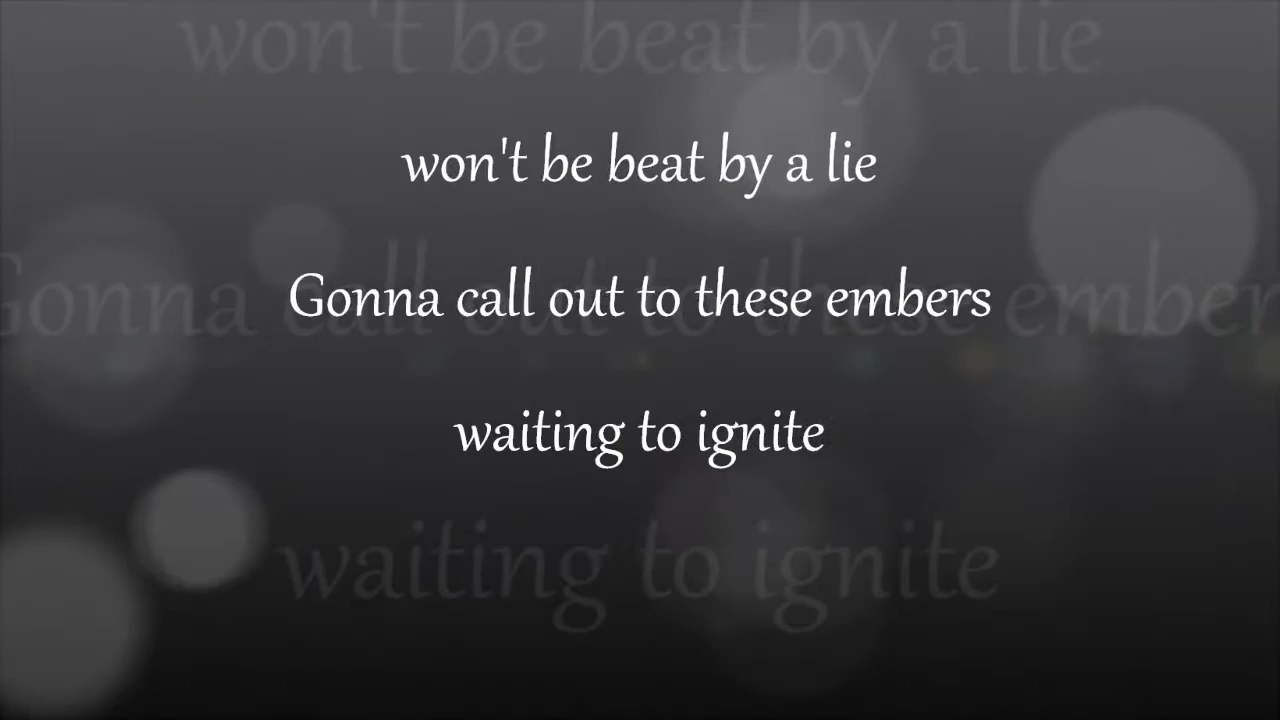 won't be beat by a lie
won't be beat by a lie
Gonna call out to these embers
Gonna call out to these embers
waiting to ignite
waiting to ignite